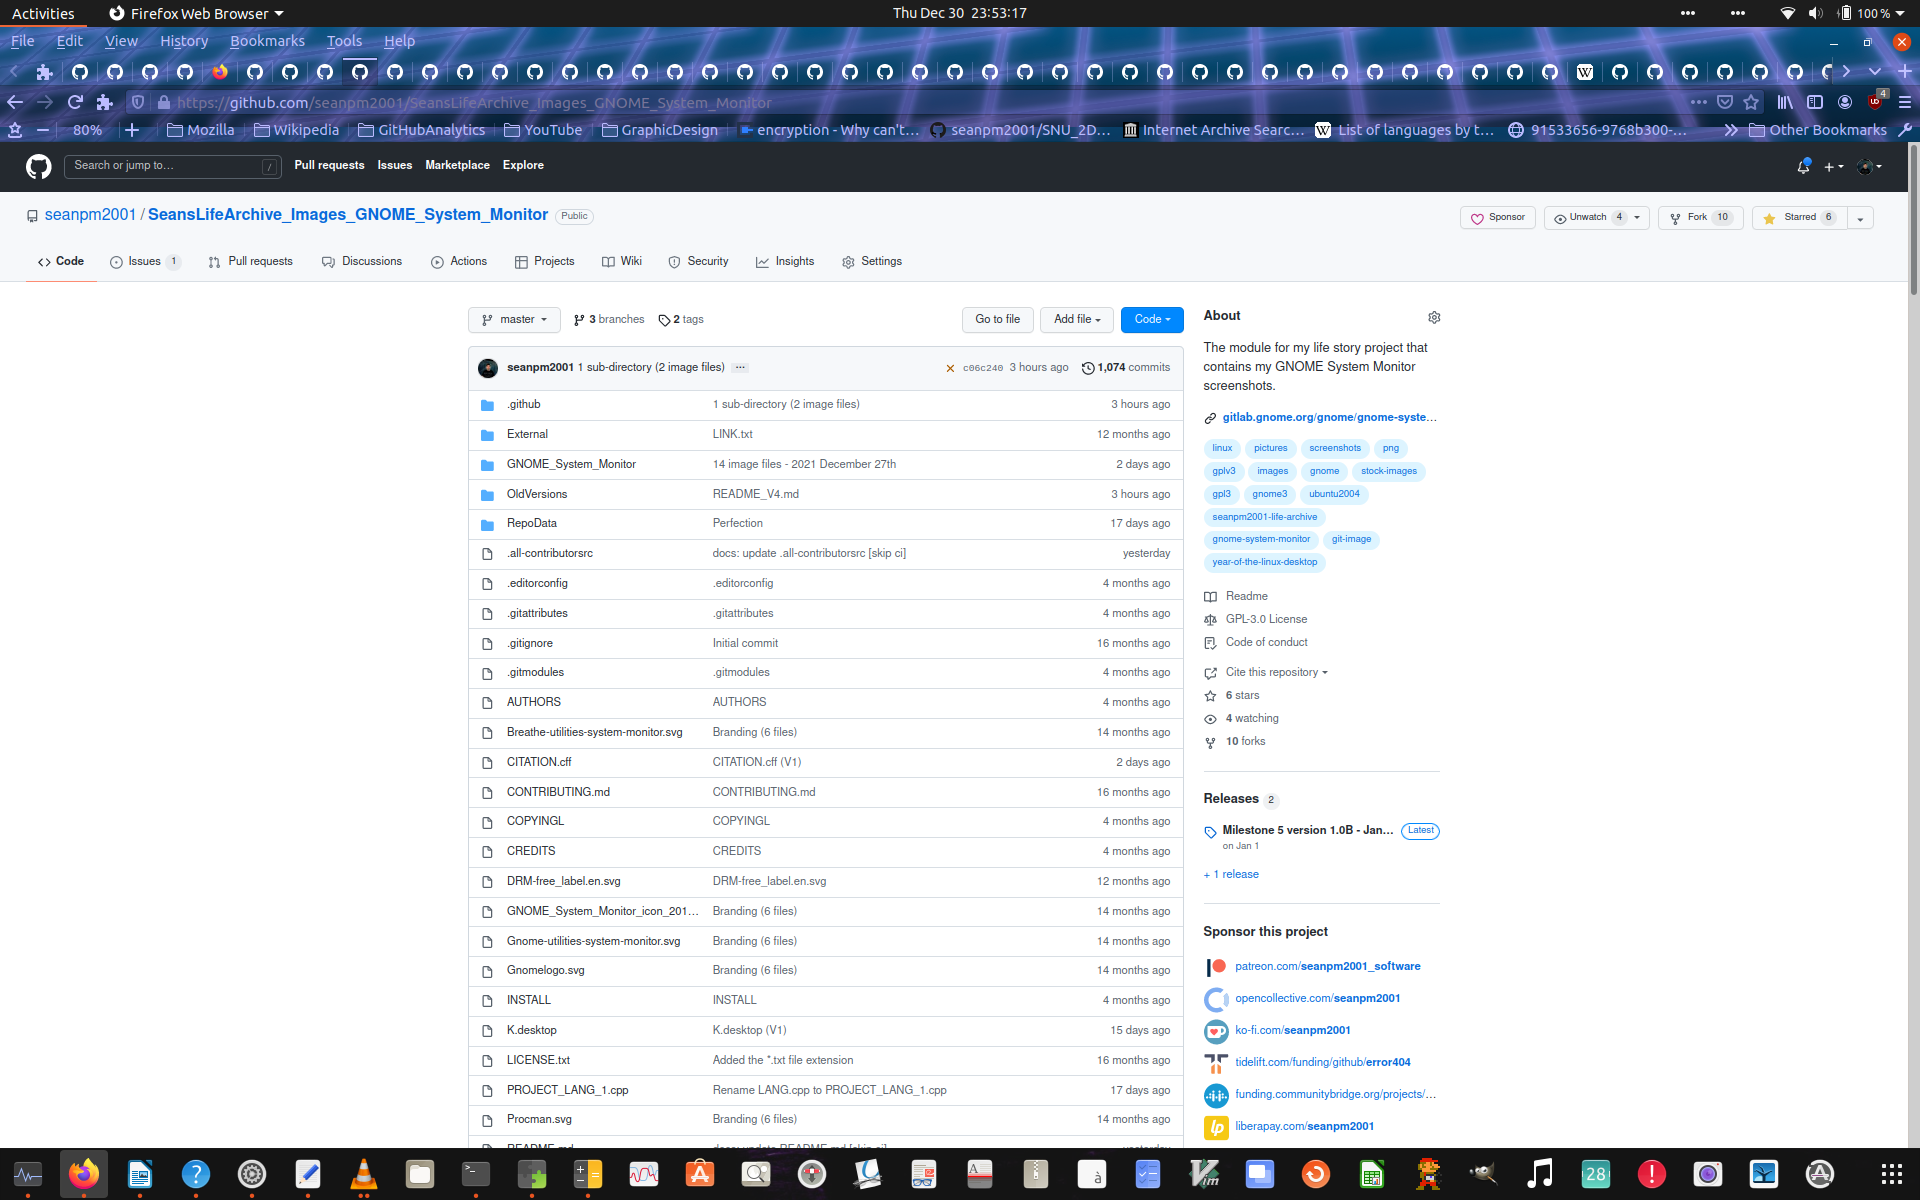 Activities Firefox Web Browser Thu Dec 30 23:53:17 100 %
File Edit View History Bookmarks Tools Help
https://github.com/seanpm2001/SeansLifeArchive_Images_GNOME_System_Monitor 4
80% Mozilla Wikipedia GitHubAnalytics YouTube GraphicDesign encryption - Why can't… seanpm2001/SNU_2D… Internet Archive Searc… List of languages by t… 91533656-9768b300-… Other Bookmarks
Search or jump to… / Pull requests Issues Marketplace Explore
seanpm2001 / SeansLifeArchive_Images_GNOME_System_Monitor Public Sponsor Unwatch 4 Fork 10 Starred 6
Code Issues 1 Pull requests Discussions Actions Projects Wiki Security Insights Settings
master 3 branches 2 tags Go to file Add file Code
seanpm2001 1 sub-directory (2 image files) … c06c240 3 hours ago 1,074 commits
.github 1 sub-directory (2 image files) 3 hours ago
External LINK.txt 12 months ago
GNOME_System_Monitor 14 image files - 2021 December 27th 2 days ago
OldVersions README_V4.md 3 hours ago
RepoData Perfection 17 days ago
.all-contributorsrc docs: update .all-contributorsrc [skip ci] yesterday
.editorconfig .editorconfig 4 months ago
.gitattributes .gitattributes 4 months ago
.gitignore Initial commit 16 months ago
.gitmodules .gitmodules 4 months ago
AUTHORS AUTHORS 4 months ago
Breathe-utilities-system-monitor.svg Branding (6 files) 14 months ago
CITATION.cff CITATION.cff (V1) 2 days ago
CONTRIBUTING.md CONTRIBUTING.md 16 months ago
COPYINGL COPYINGL 4 months ago
CREDITS CREDITS 4 months ago
DRM-free_label.en.svg DRM-free_label.en.svg 12 months ago
GNOME_System_Monitor_icon_201… Branding (6 files) 14 months ago
Gnome-utilities-system-monitor.svg Branding (6 files) 14 months ago
Gnomelogo.svg Branding (6 files) 14 months ago
INSTALL INSTALL 4 months ago
K.desktop K.desktop (V1) 15 days ago
LICENSE.txt Added the *.txt file extension 16 months ago
PROJECT_LANG_1.cpp Rename LANG.cpp to PROJECT_LANG_1.cpp 17 days ago
Procman.svg Branding (6 files) 14 months ago
README.md docs: update README.md [skip ci] yesterday
About
The module for my life story project that
contains my GNOME System Monitor
screenshots.
gitlab.gnome.org/gnome/gnome-syste…
linux pictures screenshots png
gplv3 images gnome stock-images
gpl3 gnome3 ubuntu2004
seanpm2001-life-archive
gnome-system-monitor git-image
year-of-the-linux-desktop
Readme
GPL-3.0 License
Code of conduct
Cite this repository
6 stars
4 watching
10 forks
Releases 2
Milestone 5 version 1.0B - Jan… Latest
on Jan 1
+ 1 release
Sponsor this project
patreon.com/seanpm2001_software
opencollective.com/seanpm2001
ko-fi.com/seanpm2001
tidelift.com/funding/github/error404
funding.communitybridge.org/projects/…
liberapay.com/seanpm2001
28